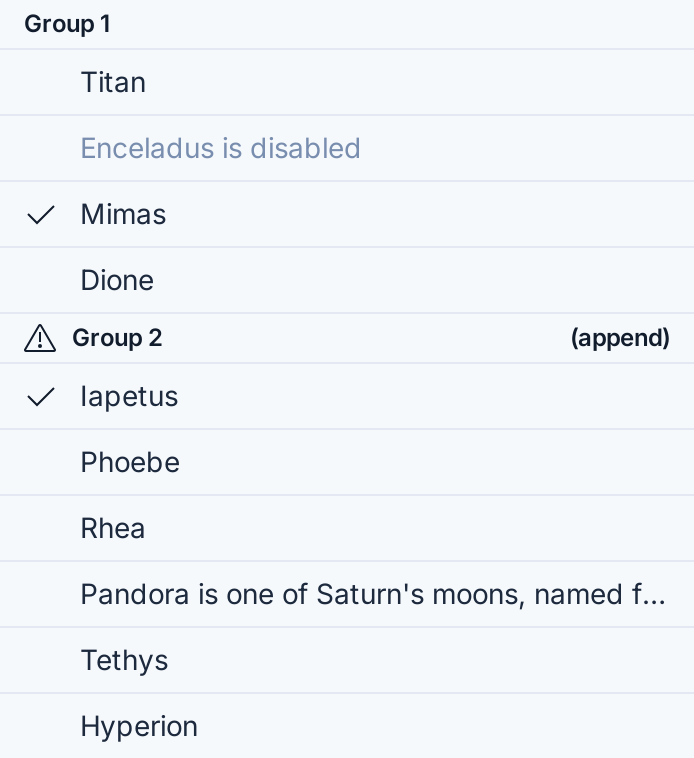 Group 1
Titan
Enceladus is disabled
Mimas
Dione
Group 2 (append)
Iapetus
Phoebe
Rhea
Pandora is one of Saturn's moons, named f...
Tethys
Hyperion